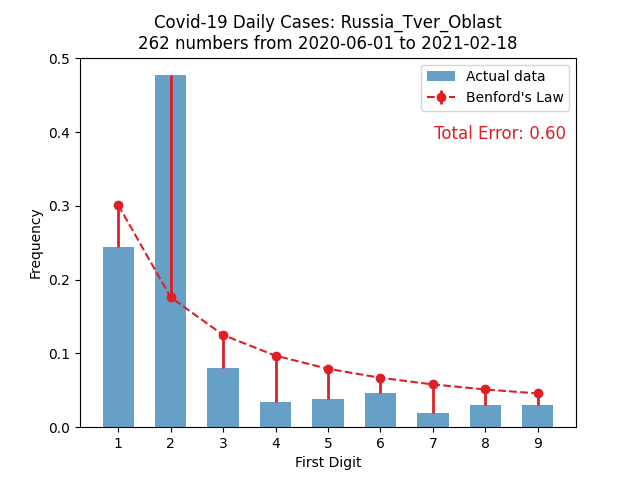 Covid-19 Daily Cases: Russia_Tver_Oblast
262 numbers from 2020-06-01 to 2021-02-18
Actual data
Benford's Law
Total Error: 0.60
Frequency
0.5
0.4
0.3
0.2
0.1
0.0
1 2 3 4 5 6 7 8 9
First Digit